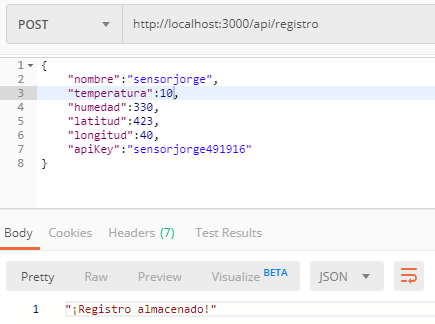 POST http://localhost:3000/api/registro
1 {
2 "nombre":"sensorjorge",
3 "temperatura":10,
4 "humedad":330,
5 "latitud":423,
6 "longitud":40,
7 "apiKey":"sensorjorge491916"
8 }
Body Cookies Headers (7) Test Results
Pretty Raw Preview Visualize BETA JSON
1 "¡Registro almacenado!"